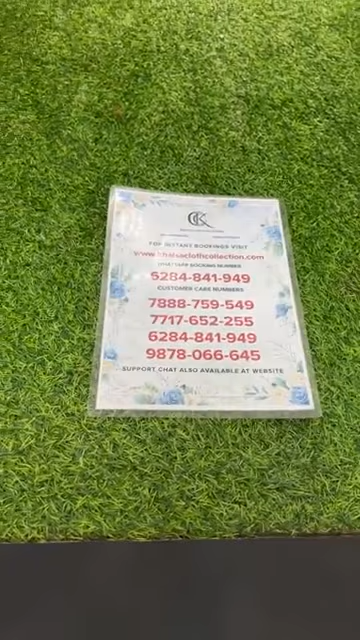 CK
FOR INSTANT BOOKINGS VISIT
www.khalsaclothcollection.com
WHATSAPP BOOKING NUMBER
6284-841-949
CUSTOMER CARE NUMBERS
7888-759-549
7717-652-255
6284-841-949
9878-066-645
SUPPORT CHAT ALSO AVAILABLE AT WEBSITE